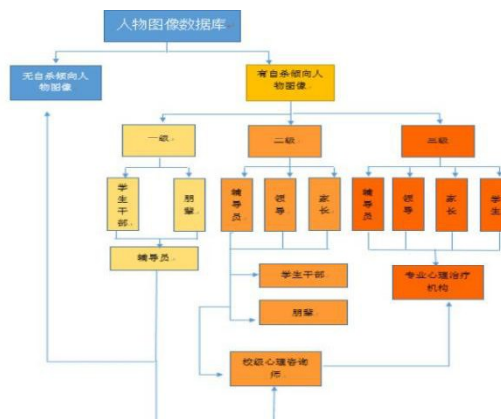 人物图像数据库
无自杀倾向人
物图像
有自杀倾向人
物图像
一级
二级
三级
学生干部
朋辈
辅导员
领导
家长
辅导员
领导
家长
学生
辅导员
学生干部
朋辈
专业心理治疗
机构
校级心理咨询
师